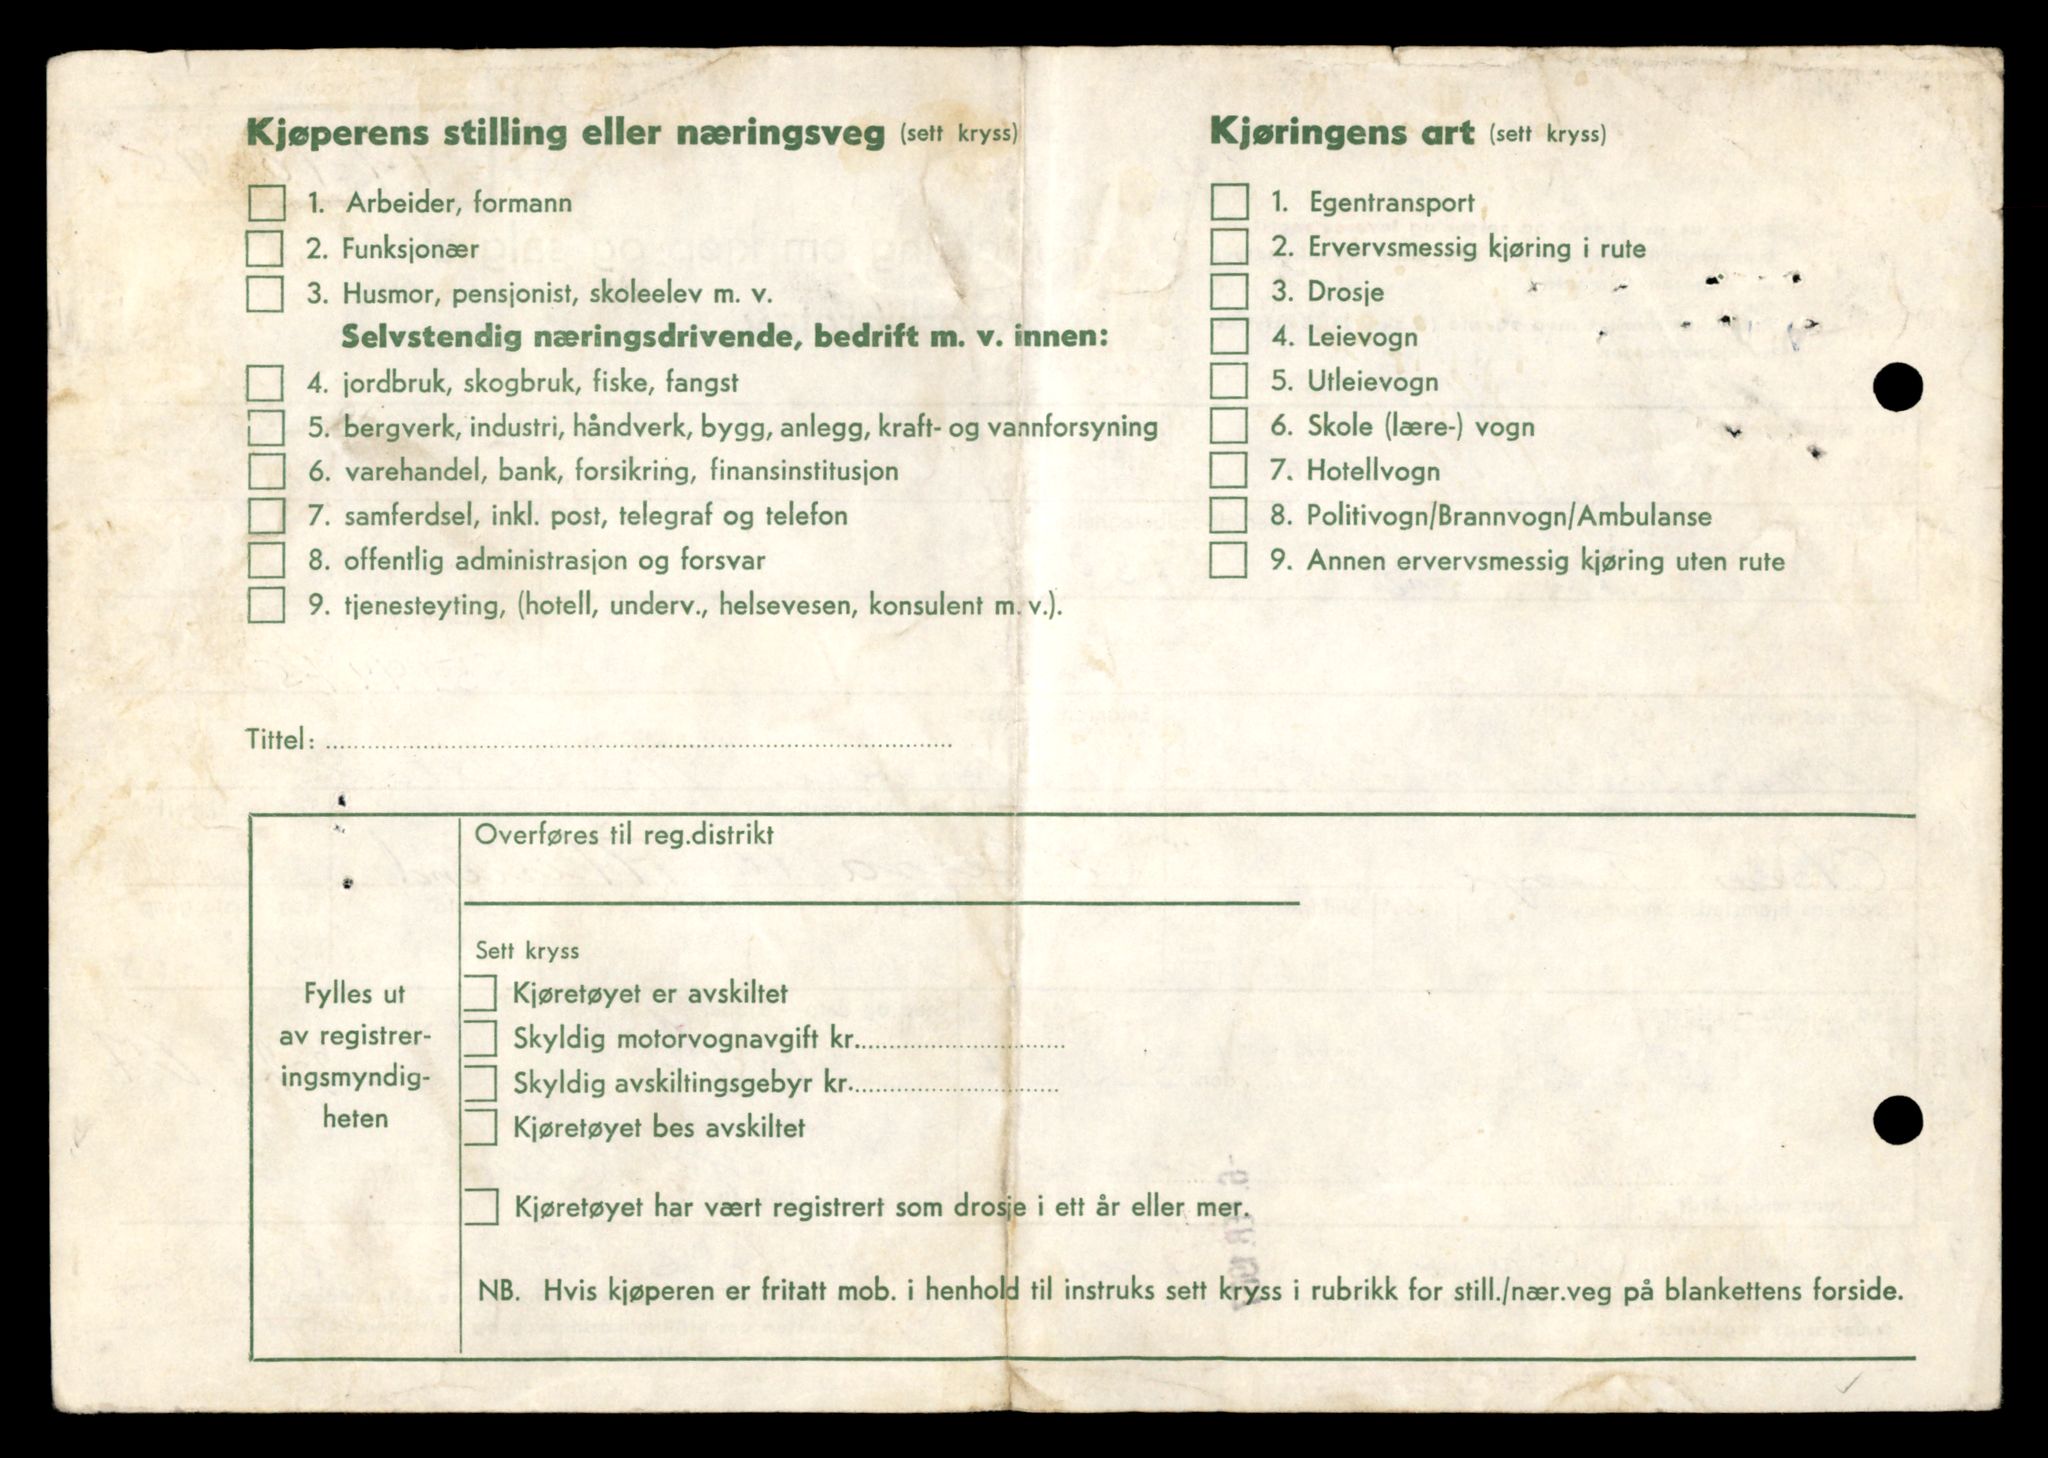 Kjøperens stilling eller næringsveg (sett kryss)
1. Arbeider, formann
2. Funksjonær
3. Husmor, pensjonist, skoleelev m. v.
Selvstendig næringsdrivende, bedrift m. v. innen:
4. jordbruk, skogbruk, fiske, fangst
5. bergverk, industri, håndverk, bygg, anlegg, kraft- og vannforsyning
6. varehandel, bank, forsikring, finansinstitusjon
7. samferdsel, inkl. post, telegraf og telefon
8. offentlig administrasjon og forsvar
9. tjenesteyting, (hotell, underv., helsevesen, konsulent m. v.).
Kjøringens art (sett kryss)
1. Egentransport
2. Ervervsmessig kjøring i rute
3. Drosje
4. Leievogn
5. Utleievogn
6. Skole (lære-) vogn
7. Hotellvogn
8. Politivogn/Brannvogn/Ambulanse
9. Annen ervervsmessig kjøring uten rute
Tittel:
Fylles ut
av registrer-
ingsmyndig-
heten
Overføres til reg.distrikt
Sett kryss
Kjøretøyet er avskiltet
Skyldig motorvognavgift kr.
Skyldig avskiltingsgebyr kr.
Kjøretøyet bes avskiltet
Kjøretøyet har vært registrert som drosje i ett år eller mer.
NB. Hvis kjøperen er fritatt mob. i henhold til instruks sett kryss i rubrikk for still./nær.veg på blankettens forside.